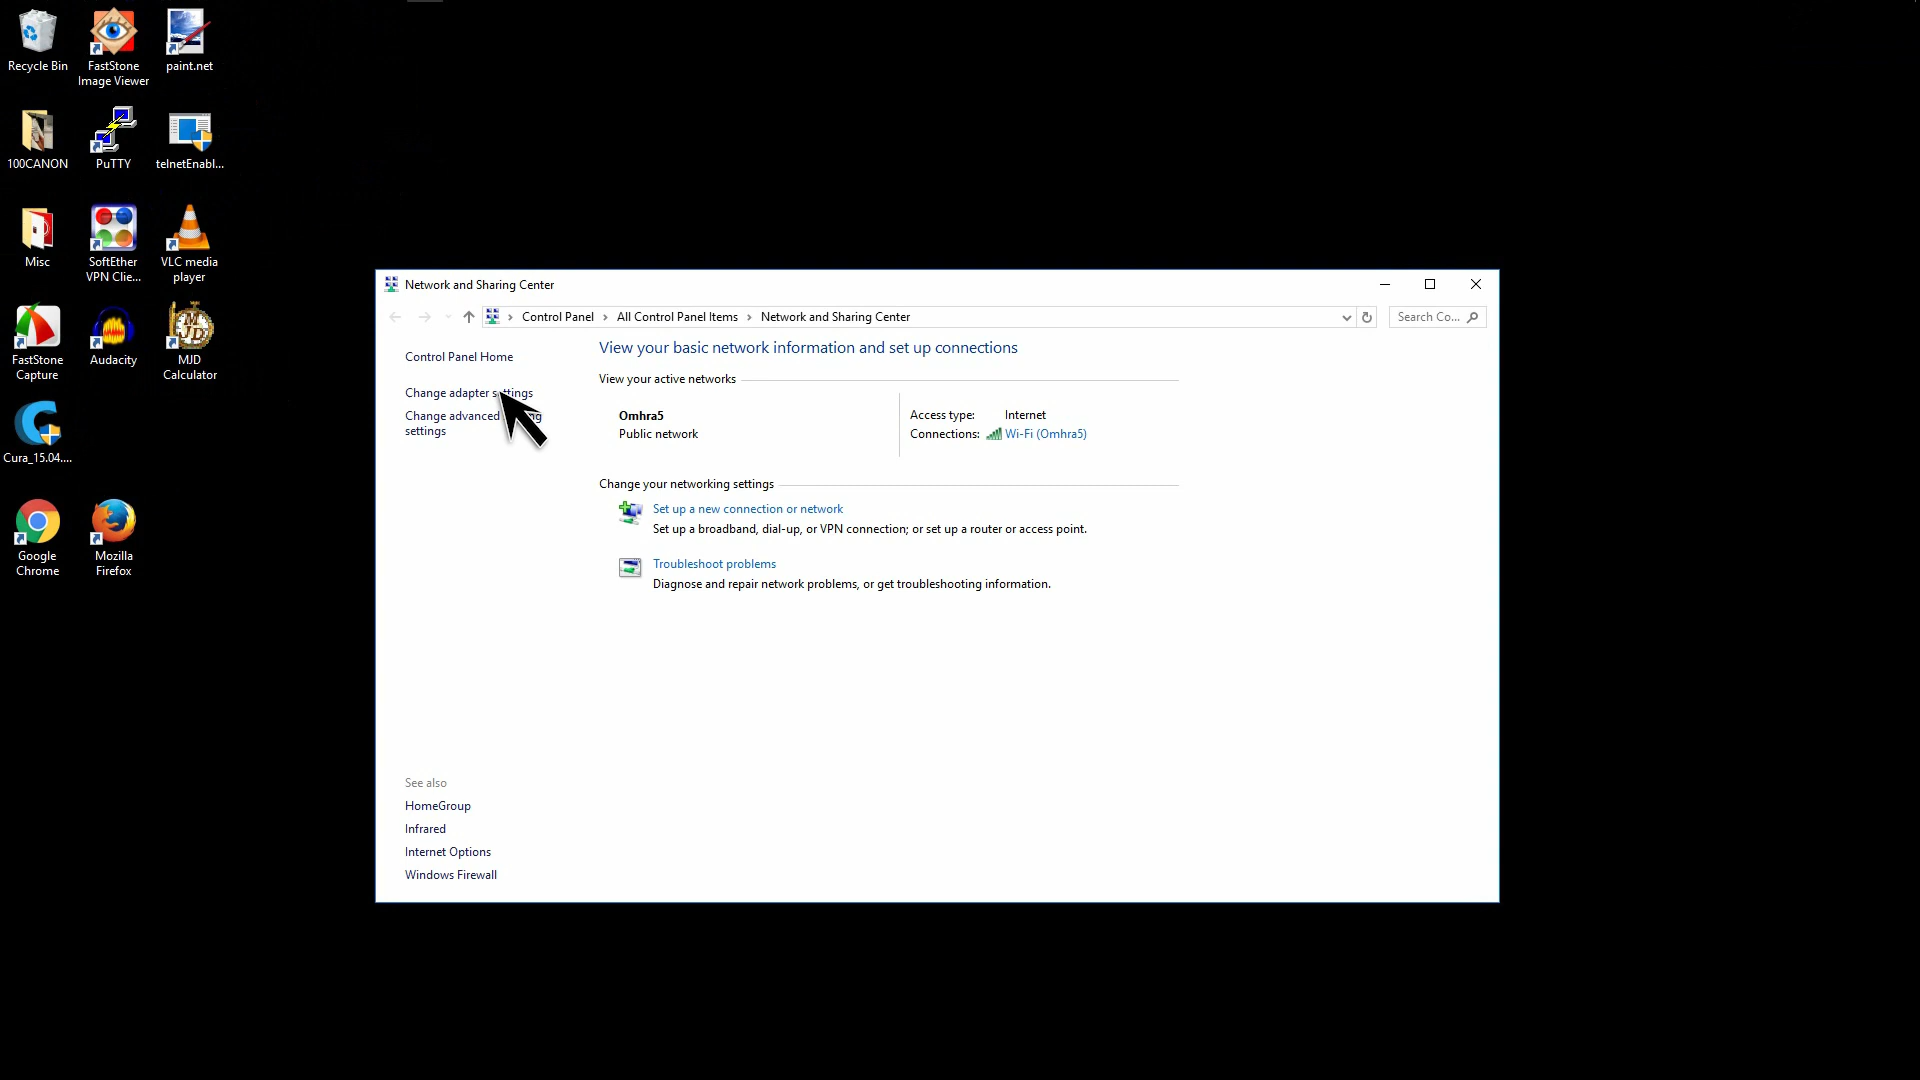 Recycle Bin
FastStone
Image Viewer
paint.net
100CANON
PuTTY
telnetEnabl...
Misc
SoftEther
VPN Clie...
VLC media
player
FastStone
Capture
Audacity
MJD
Calculator
Cura_15.04....
Google
Chrome
Mozilla
Firefox
Network and Sharing Center
Control Panel
All Control Panel Items
Network and Sharing Center
Search Co...
Control Panel Home
Change adapter settings
Change advanced
settings
View your basic network information and set up connections
View your active networks
Omhra5
Public network
Access type: Internet
Connections: Wi-Fi (Omhra5)
Change your networking settings
Set up a new connection or network
Set up a broadband, dial-up, or VPN connection; or set up a router or access point.
Troubleshoot problems
Diagnose and repair network problems, or get troubleshooting information.
See also
HomeGroup
Infrared
Internet Options
Windows Firewall